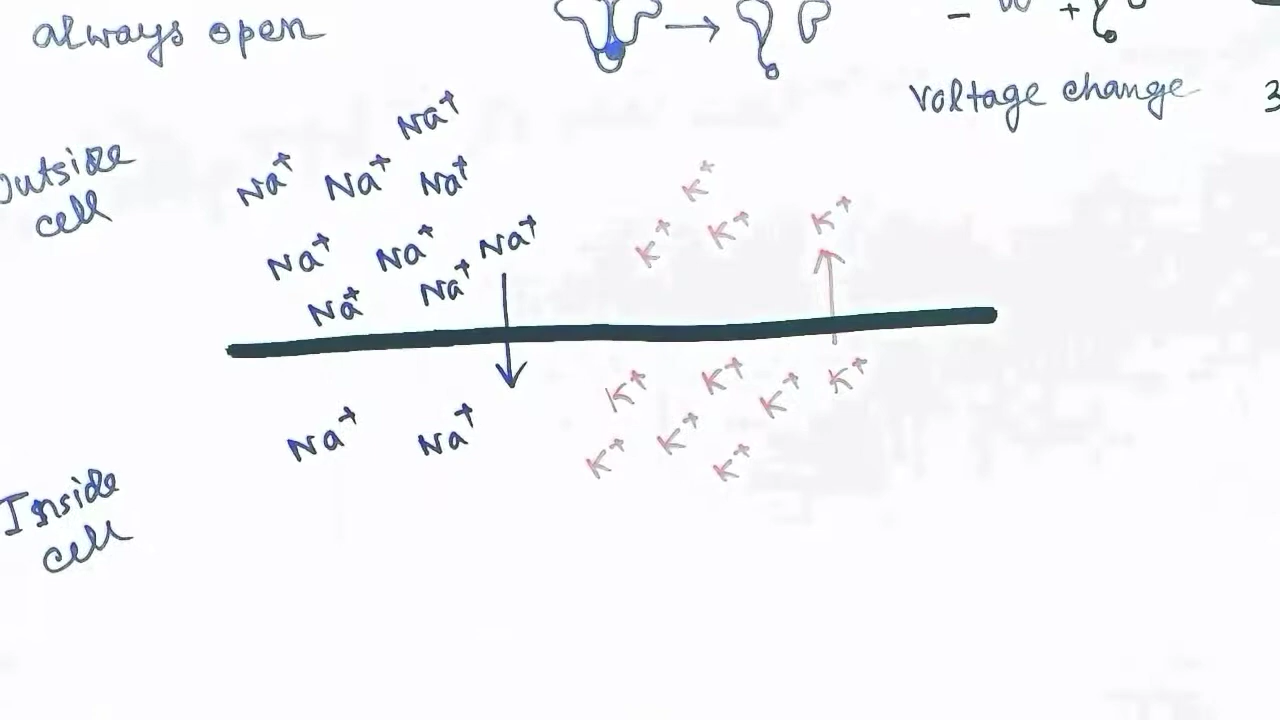 always open
- +
voltage change 3
Outside
cell
Na⁺
Na⁺ Na⁺ Na⁺
Na⁺ Na⁺ Na⁺
Na⁺ Na⁺
K⁺
K⁺ K⁺ K⁺
K⁺ K⁺ K⁺ K⁺
K⁺ K⁺ K⁺
Na⁺ Na⁺
Inside
cell